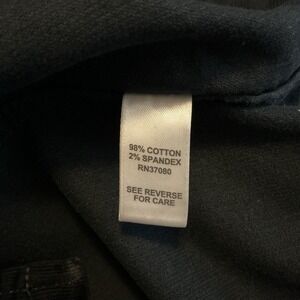 98% COTTON
2% SPANDEX
RN37080
SEE REVERSE
FOR CARE